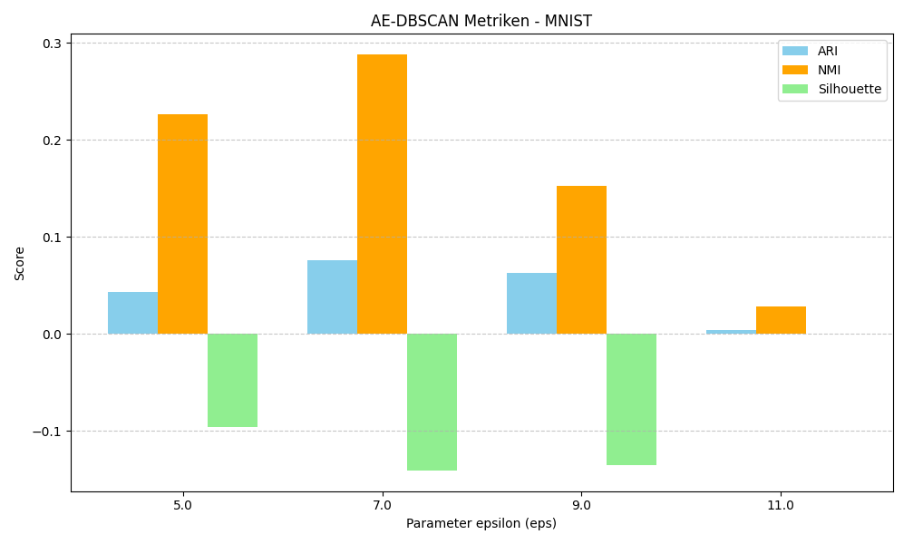 AE-DBSCAN Metriken - MNIST
ARI
NMI
Silhouette
0.3
0.2
0.1
0.0
−0.1
Score
5.0 7.0 9.0 11.0
Parameter epsilon (eps)